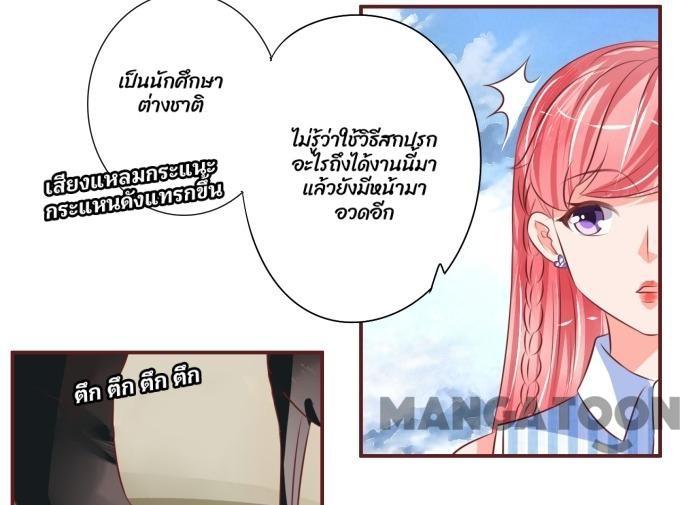 เป็นนักศึกษา
ต่างชาติ
ไม่รู้ว่าใช้วิธีสกปรก
อะไรถึงได้งานนี้มา
แล้วยังมีหน้ามา
อวดอีก
เสียงแหลมกระแนะ
กระแหนดังแทรกขึ้น
ตึก ตึก ตึก ตึก
MANGATOON